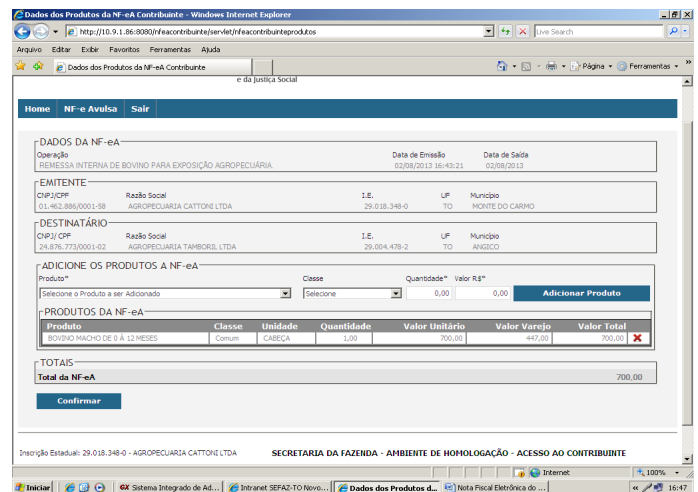 Dados dos Produtos da NF-eA Contribuinte - Windows Internet Explorer
http://10.9.1.86:8080/nfeacontribuinte/servlet/nfeacontribuinteprodutos
Live Search
Arquivo Editar Exibir Favoritos Ferramentas Ajuda
Dados dos Produtos da NF-eA Contribuinte
Página Ferramentas »
e da Justiça Social
Home NF-e Avulsa Sair
DADOS DA NF-eA
Operação Data de Emissão Data de Saída
REMESSA INTERNA DE BOVINO PARA EXPOSIÇÃO AGROPECUÁRIA. 02/08/2013 16:43:21 02/08/2013
EMITENTE
CNPJ/CPF Razão Social I.E. UF Município
01.462.886/0001-58 AGROPECUARIA CATTONI LTDA 29.018.348-0 TO MONTE DO CARMO
DESTINATÁRIO
CNPJ/ CPF Razão Social I.E. UF Município
24.876.773/0001-02 AGROPECUARIA TAMBORIL LTDA 29.004.478-2 TO ANGICO
ADICIONE OS PRODUTOS A NF-eA
Produto* Classe Quantidade* Valor R$*
Selecione o Produto a ser Adicionado Selecione 0,00 0,00 Adicionar Produto
PRODUTOS DA NF-eA
Produto Classe Unidade Quantidade Valor Unitário Valor Varejo Valor Total
BOVINO MACHO DE 0 À 12 MESES Comum CABEÇA 1,00 700,00 447,00 700,00
TOTAIS
Total da NF-eA 700,00
Confirmar
Inscrição Estadual: 29.018.348-0 - AGROPECUARIA CATTONI LTDA SECRETARIA DA FAZENDA - AMBIENTE DE HOMOLOGAÇÃO - ACESSO AO CONTRIBUINTE
Internet 100%
Iniciar GX Sistema Integrado de Ad... Intranet SEFAZ-TO Novo... Dados dos Produtos d... Nota Fiscal Eletrônica do ... « 16:47